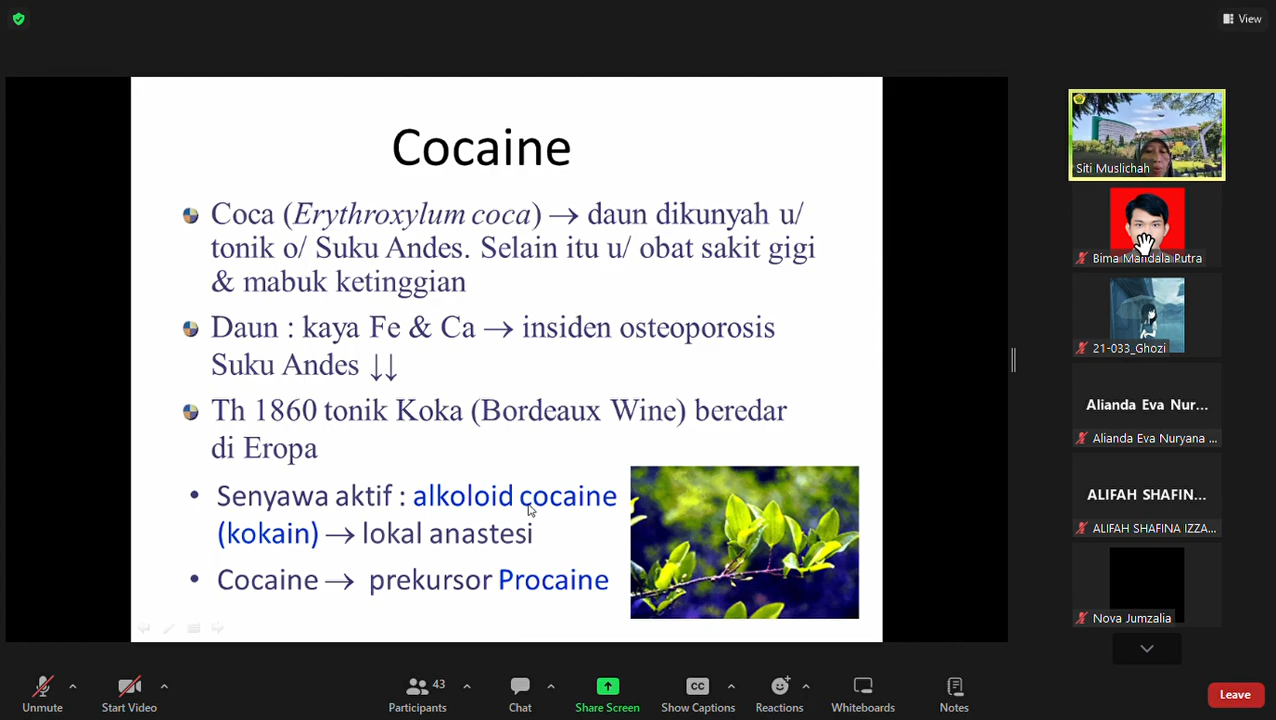 View
Cocaine
Coca (Erythroxylum coca) → daun dikunyah u/
tonik o/ Suku Andes. Selain itu u/ obat sakit gigi
& mabuk ketinggian
Daun : kaya Fe & Ca → insiden osteoporosis
Suku Andes ↓↓
Th 1860 tonik Koka (Bordeaux Wine) beredar
di Eropa
• Senyawa aktif : alkoloid cocaine
(kokain) → lokal anastesi
• Cocaine → prekursor Procaine
Siti Muslichah
Bima Mandala Putra
21-033_Ghozi
Alianda Eva Nur...
Alianda Eva Nuryana ...
ALIFAH SHAFIN...
ALIFAH SHAFINA IZZA...
Nova Jumzalia
Unmute
Start Video
43
Participants
Chat
Share Screen
CC
Show Captions
Reactions
Whiteboards
Notes
Leave